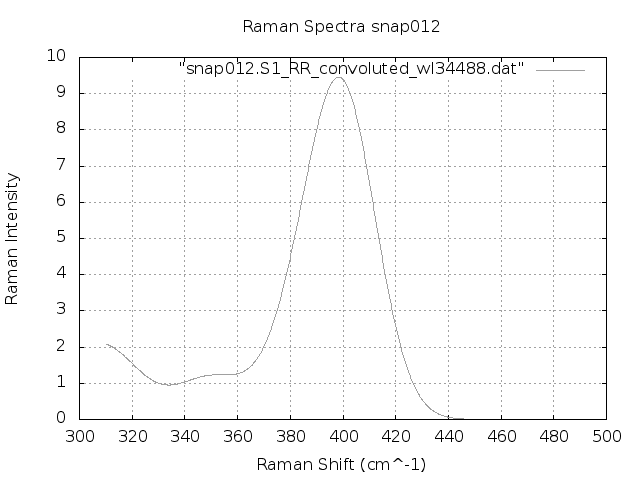 Raman Spectra snap012
"snap012.S1_RR_convoluted_wl34488.dat"
10
9
8
7
6
5
4
3
2
1
0
Raman Intensity
300 320 340 360 380 400 420 440 460 480 500
Raman Shift (cm^-1)